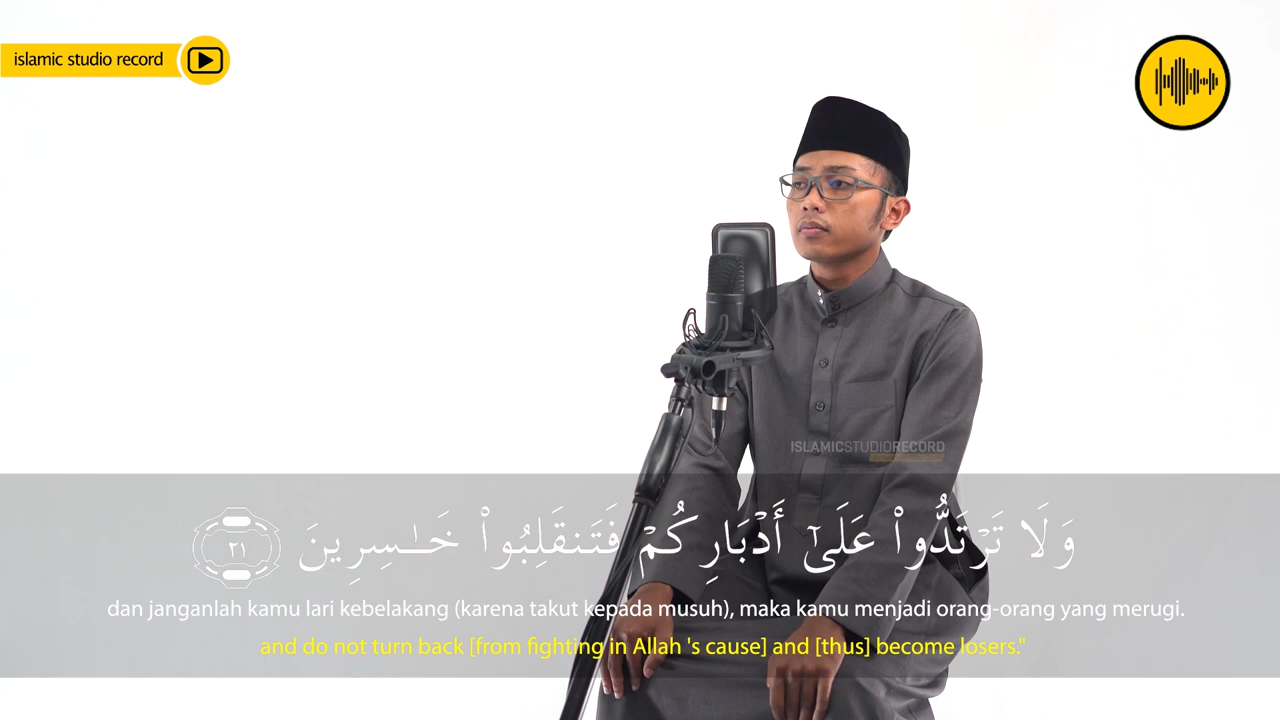 islamic studio record
ISLAMICSTUDIORECORD
وَلَا تَرْتَدُّوا۟ عَلَىٰٓ أَدْبَارِكُمْ فَتَنقَلِبُوا۟ خَـٰسِرِينَ ٢١
dan janganlah kamu lari kebelakang (karena takut kepada musuh), maka kamu menjadi orang-orang yang merugi.
and do not turn back [from fighting in Allah 's cause] and [thus] become losers."